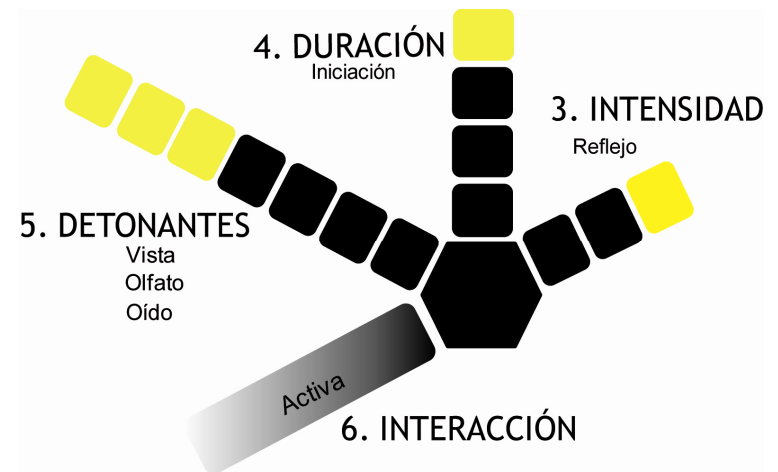 4. DURACIÓN
Iniciación
3. INTENSIDAD
Reflejo
5. DETONANTES
Vista
Olfato
Oído
Activa
6. INTERACCIÓN